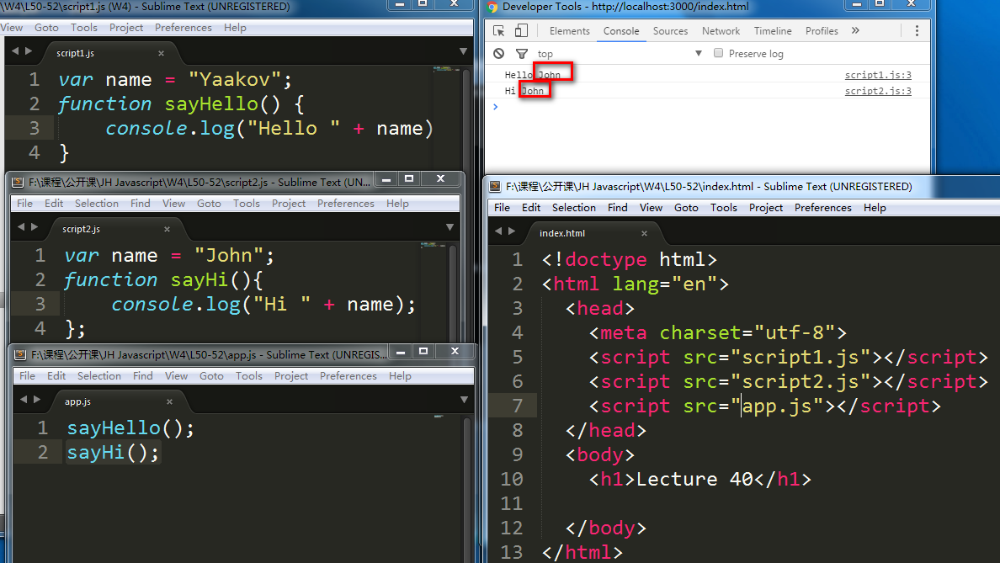 \W4\L50-52\script1.js (W4) - Sublime Text (UNREGISTERED)
View Goto Tools Project Preferences Help
script1.js ×
1 var name = "Yaakov";
2 function sayHello() {
3 console.log("Hello " + name)
4 }
Developer Tools - http://localhost:3000/index.html
Elements Console Sources Network Timeline Profiles »
top Preserve log
Hello John script1.js:3
Hi John script2.js:3
F:\课程\公开课\JH Javascript\W4\L50-52\script2.js - Sublime Text (UN...
File Edit Selection Find View Goto Tools Project Preferences Help
script2.js ×
1 var name = "John";
2 function sayHi(){
3 console.log("Hi " + name);
4 };
F:\课程\公开课\JH Javascript\W4\L50-52\app.js - Sublime Text (UNREGIS...
File Edit Selection Find View Goto Tools Project Preferences Help
app.js ×
1 sayHello();
2 sayHi();
F:\课程\公开课\JH Javascript\W4\L50-52\index.html - Sublime Text (UNREGISTERED)
File Edit Selection Find View Goto Tools Project Preferences Help
index.html ×
1 <!doctype html>
2 <html lang="en">
3 <head>
4 <meta charset="utf-8">
5 <script src="script1.js"></script>
6 <script src="script2.js"></script>
7 <script src="app.js"></script>
8 </head>
9 <body>
10 <h1>Lecture 40</h1>
11
12 </body>
13 </html>